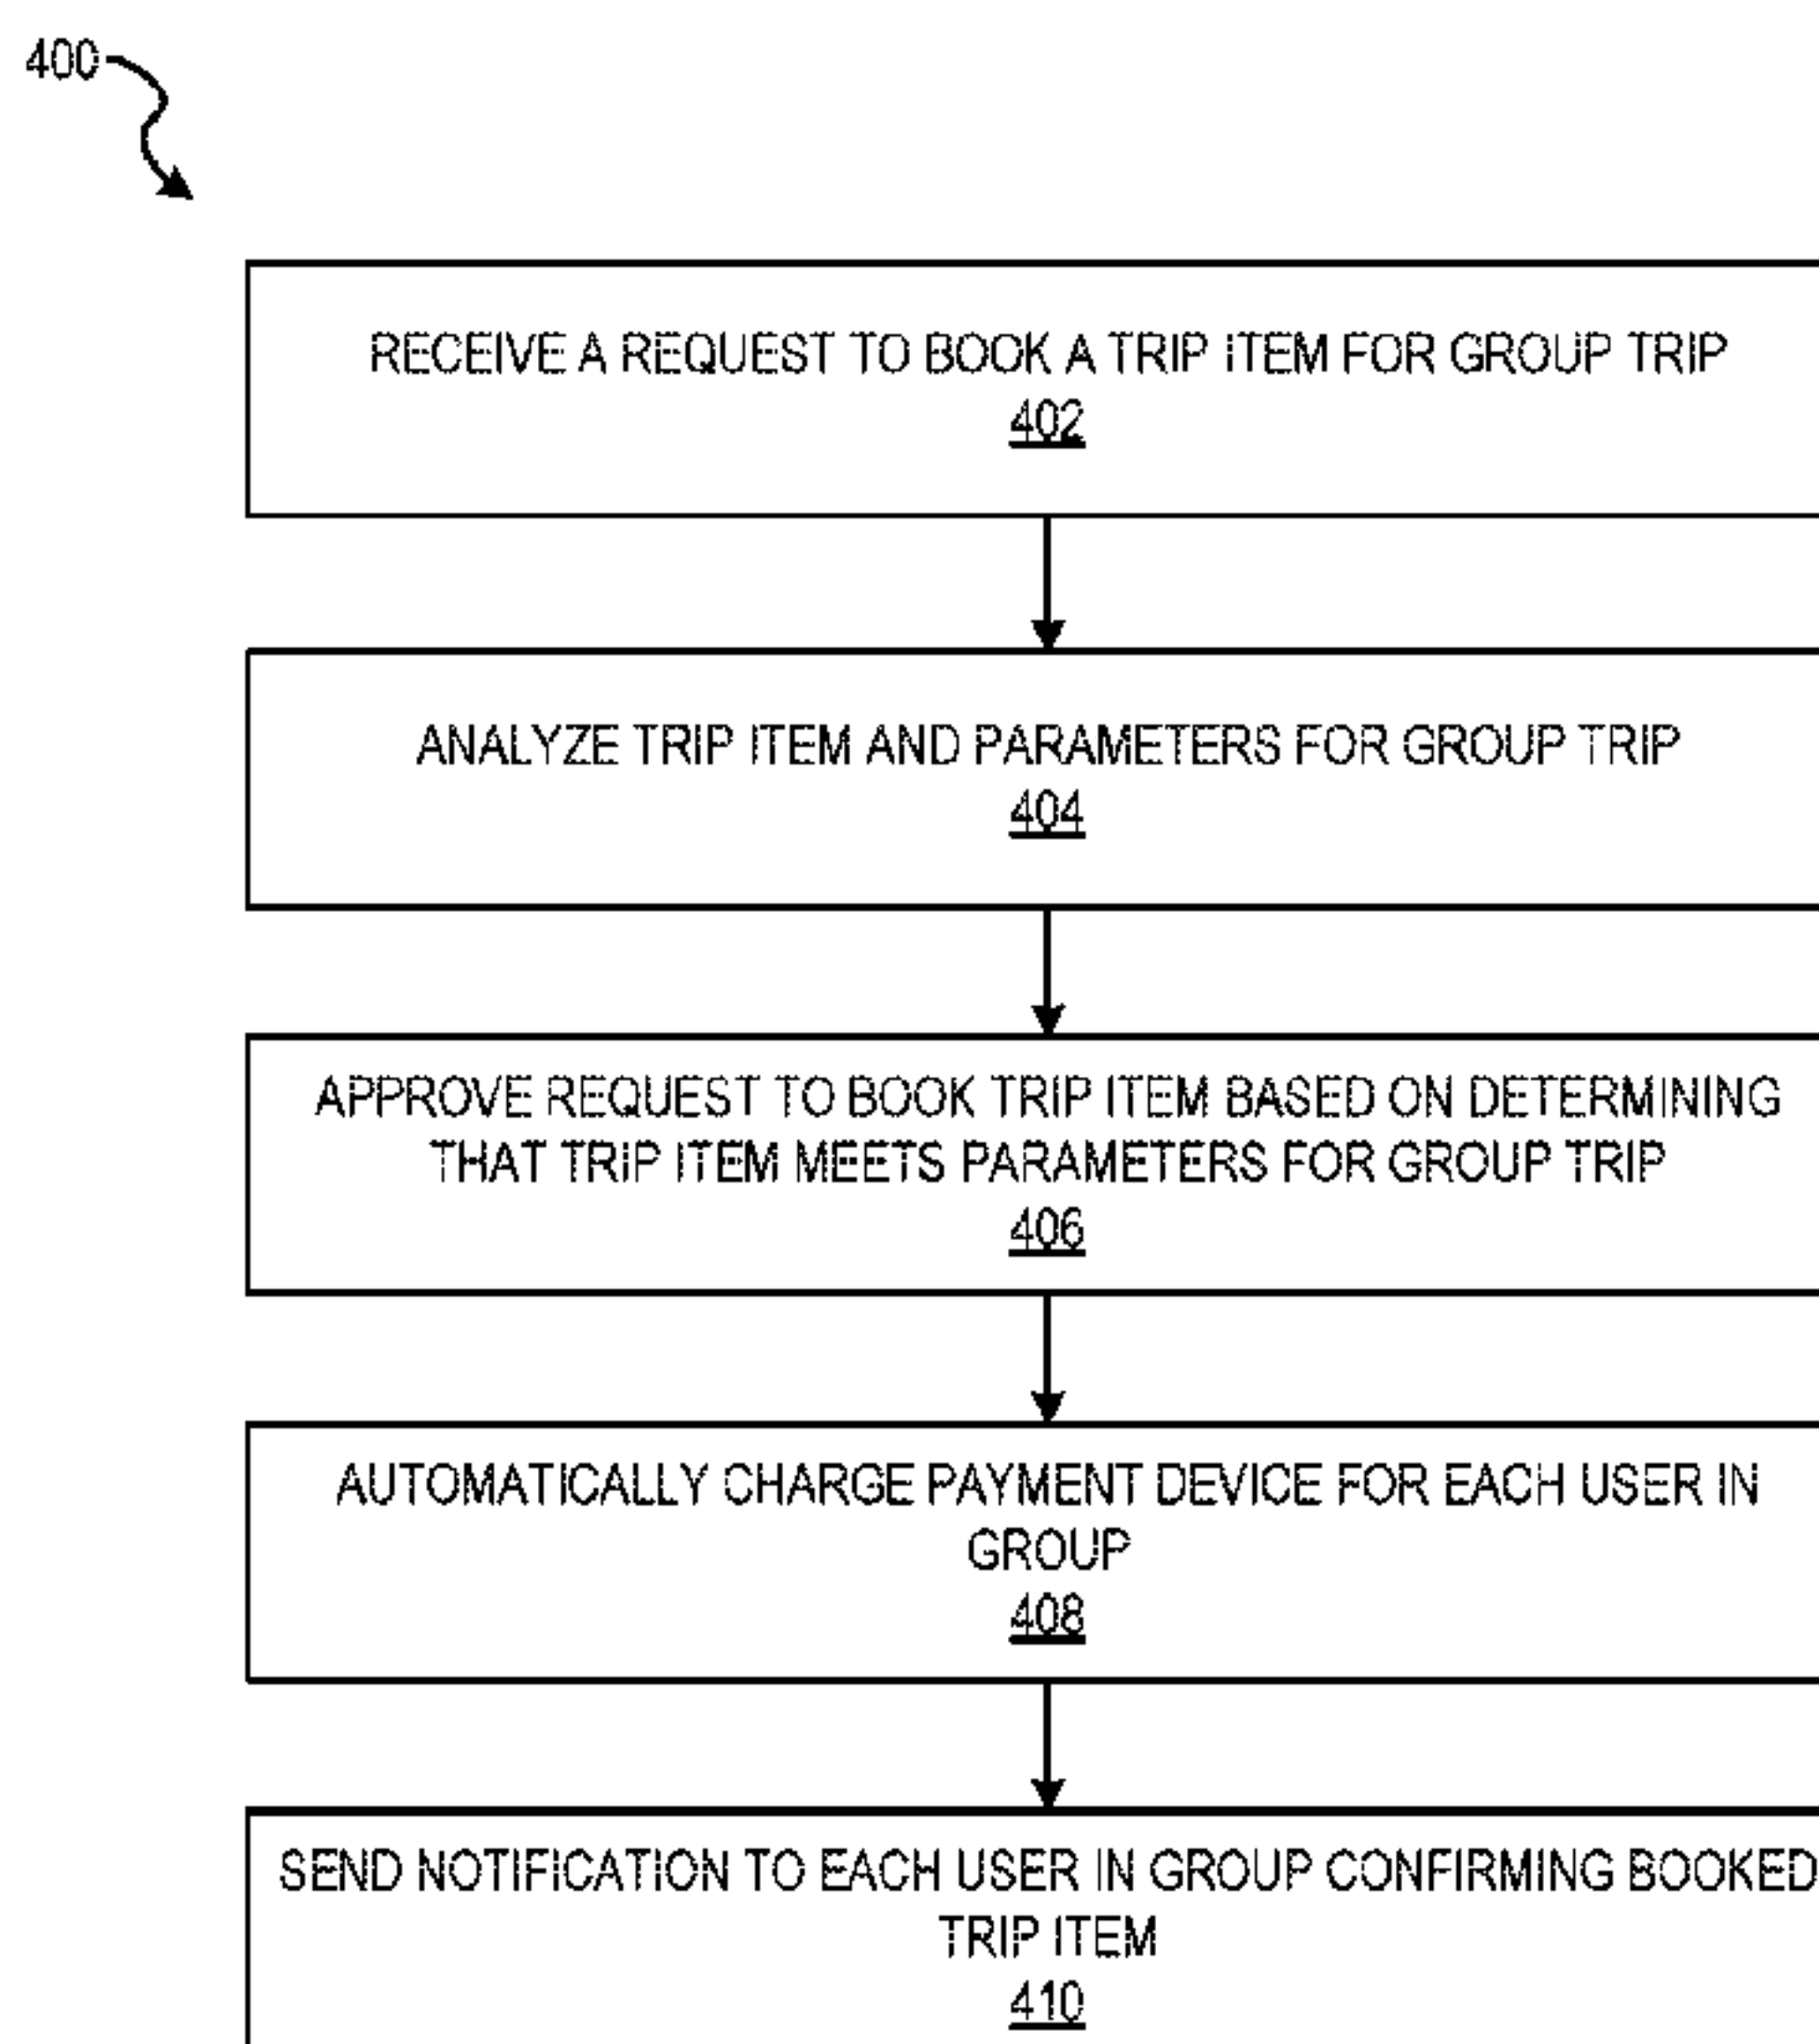 400
RECEIVE A REQUEST TO BOOK A TRIP ITEM FOR GROUP TRIP
402
ANALYZE TRIP ITEM AND PARAMETERS FOR GROUP TRIP
404
APPROVE REQUEST TO BOOK TRIP ITEM BASED ON DETERMINING
THAT TRIP ITEM MEETS PARAMETERS FOR GROUP TRIP
406
AUTOMATICALLY CHARGE PAYMENT DEVICE FOR EACH USER IN
GROUP
408
SEND NOTIFICATION TO EACH USER IN GROUP CONFIRMING BOOKED
TRIP ITEM
410